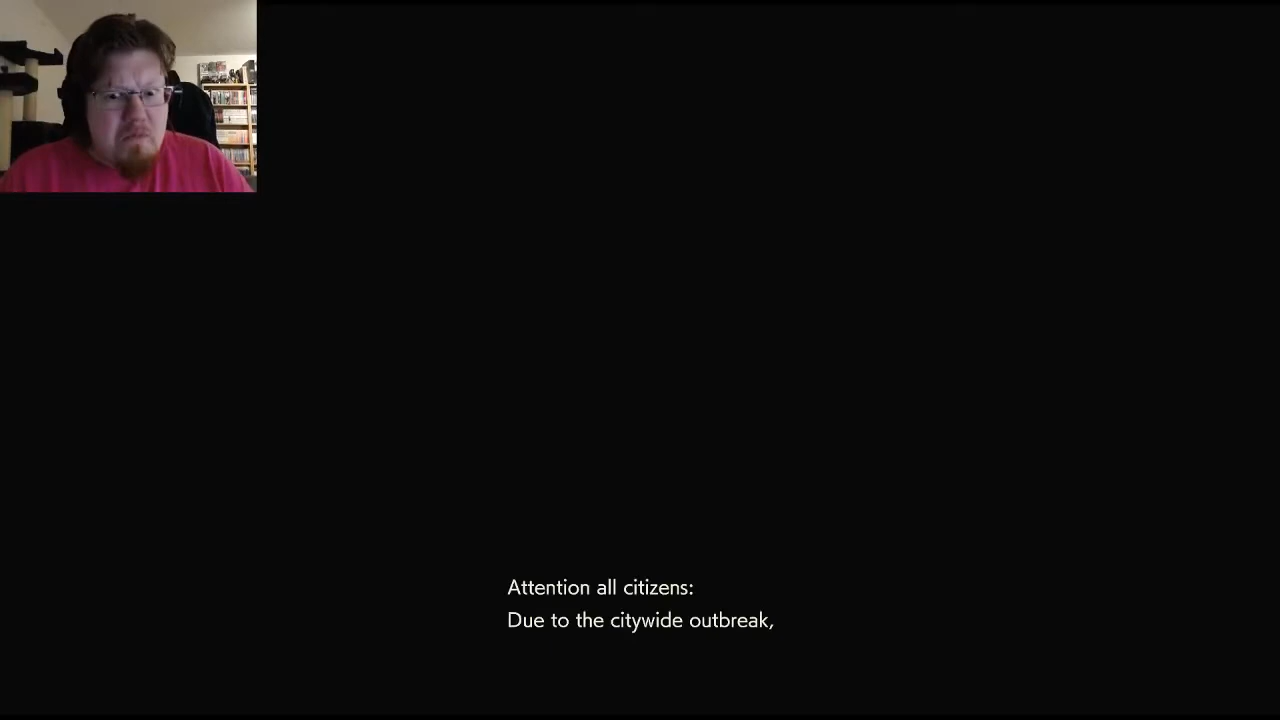 Attention all citizens:
Due to the citywide outbreak,